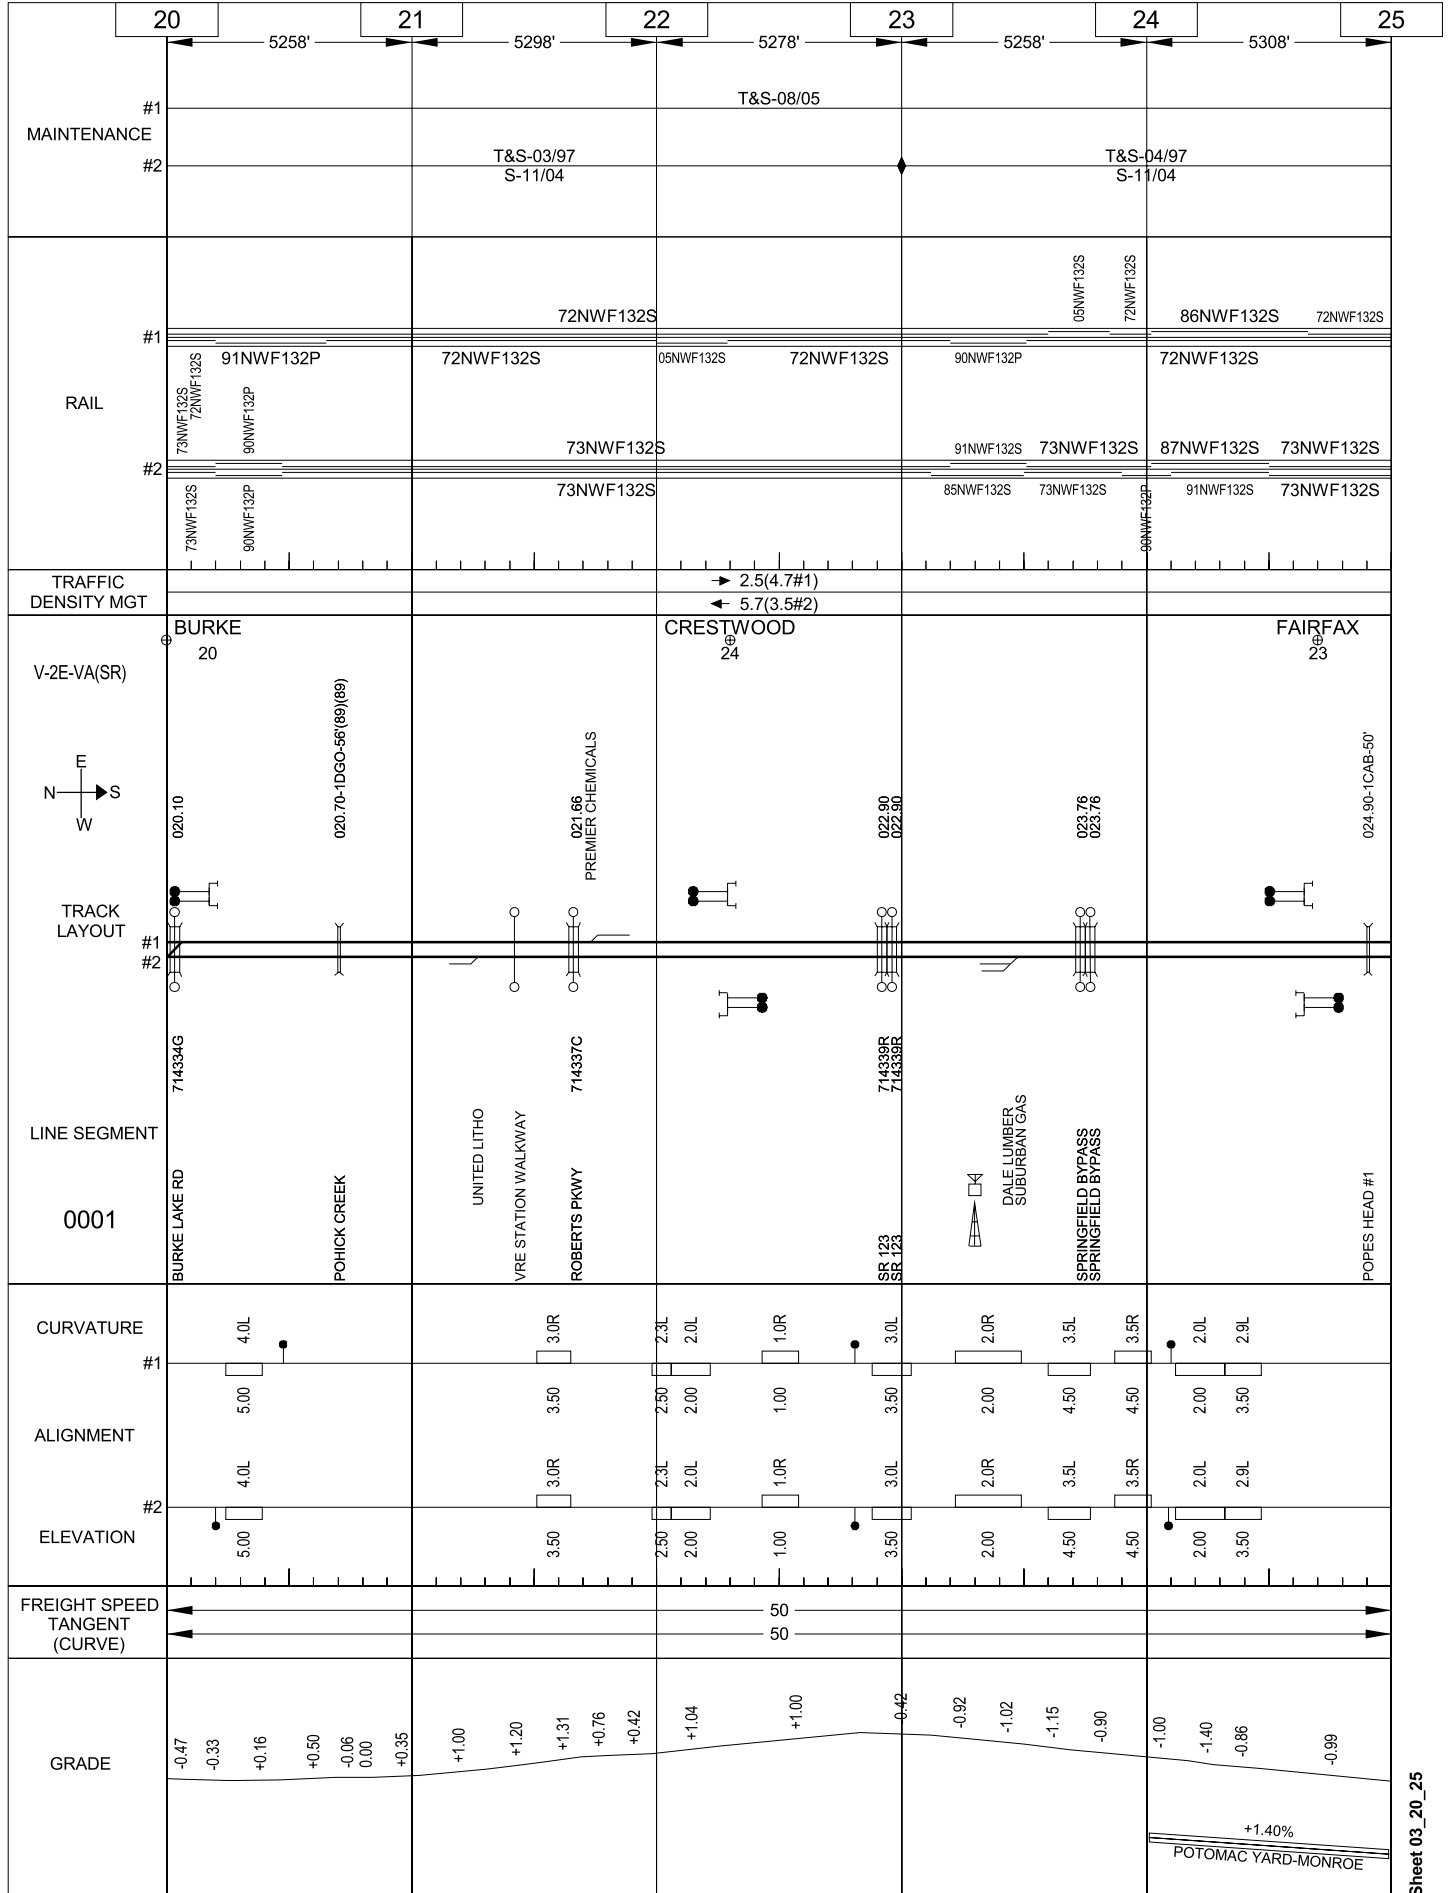 20 21 22 23 24 25
5258' 5298' 5278' 5258' 5308'
MAINTENANCE
#1
T&S-08/05
#2
T&S-03/97
S-11/04
T&S-04/97
S-11/04
RAIL
05NWF132S
72NWF132S
72NWF132S 86NWF132S 72NWF132S
#1
91NWF132P 72NWF132S 05NWF132S 72NWF132S 90NWF132P 72NWF132S
73NWF132S
72NWF132S
90NWF132P
73NWF132S 91NWF132S 73NWF132S 87NWF132S 73NWF132S
#2
73NWF132S
90NWF132P
73NWF132S 85NWF132S 73NWF132S 90NWF132P 91NWF132S 73NWF132S
TRAFFIC
DENSITY MGT
2.5(4.7#1)
5.7(3.5#2)
V-2E-VA(SR)
BURKE
20
CRESTWOOD
24
FAIRFAX
23
E
N S
W
020.10
020.70-1DGO-56'(89)(89)
021.66
PREMIER CHEMICALS
022.90
022.90
023.76
023.76
024.90-1CAB-50'
TRACK
LAYOUT
#1
#2
714334G
714337C
714339R
714339R
LINE SEGMENT
0001
BURKE LAKE RD
POHICK CREEK
UNITED LITHO
VRE STATION WALKWAY
ROBERTS PKWY
SR 123
SR 123
DALE LUMBER
SUBURBAN GAS
SPRINGFIELD BYPASS
SPRINGFIELD BYPASS
POPES HEAD #1
CURVATURE
4.0L 3.0R 2.3L 2.0L 1.0R 3.0L 2.0R 3.5L 3.5R 2.0L 2.9L
#1
5.00 3.50 2.50 2.00 1.00 3.50 2.00 4.50 4.50 2.00 3.50
ALIGNMENT
4.0L 3.0R 2.3L 2.0L 1.0R 3.0L 2.0R 3.5L 3.5R 2.0L 2.9L
#2
ELEVATION
5.00 3.50 2.50 2.00 1.00 3.50 2.00 4.50 4.50 2.00 3.50
FREIGHT SPEED
TANGENT
(CURVE)
50
50
GRADE
-0.47 -0.33 +0.16 +0.50 -0.06 0.00 +0.35 +1.00 +1.20 +1.31 +0.76 +0.42 +1.04 +1.00 -0.42 -0.92 -1.02 -1.15 -0.90 -1.00 -1.40 -0.86 -0.99
+1.40%
POTOMAC YARD-MONROE
Sheet 03_20_25